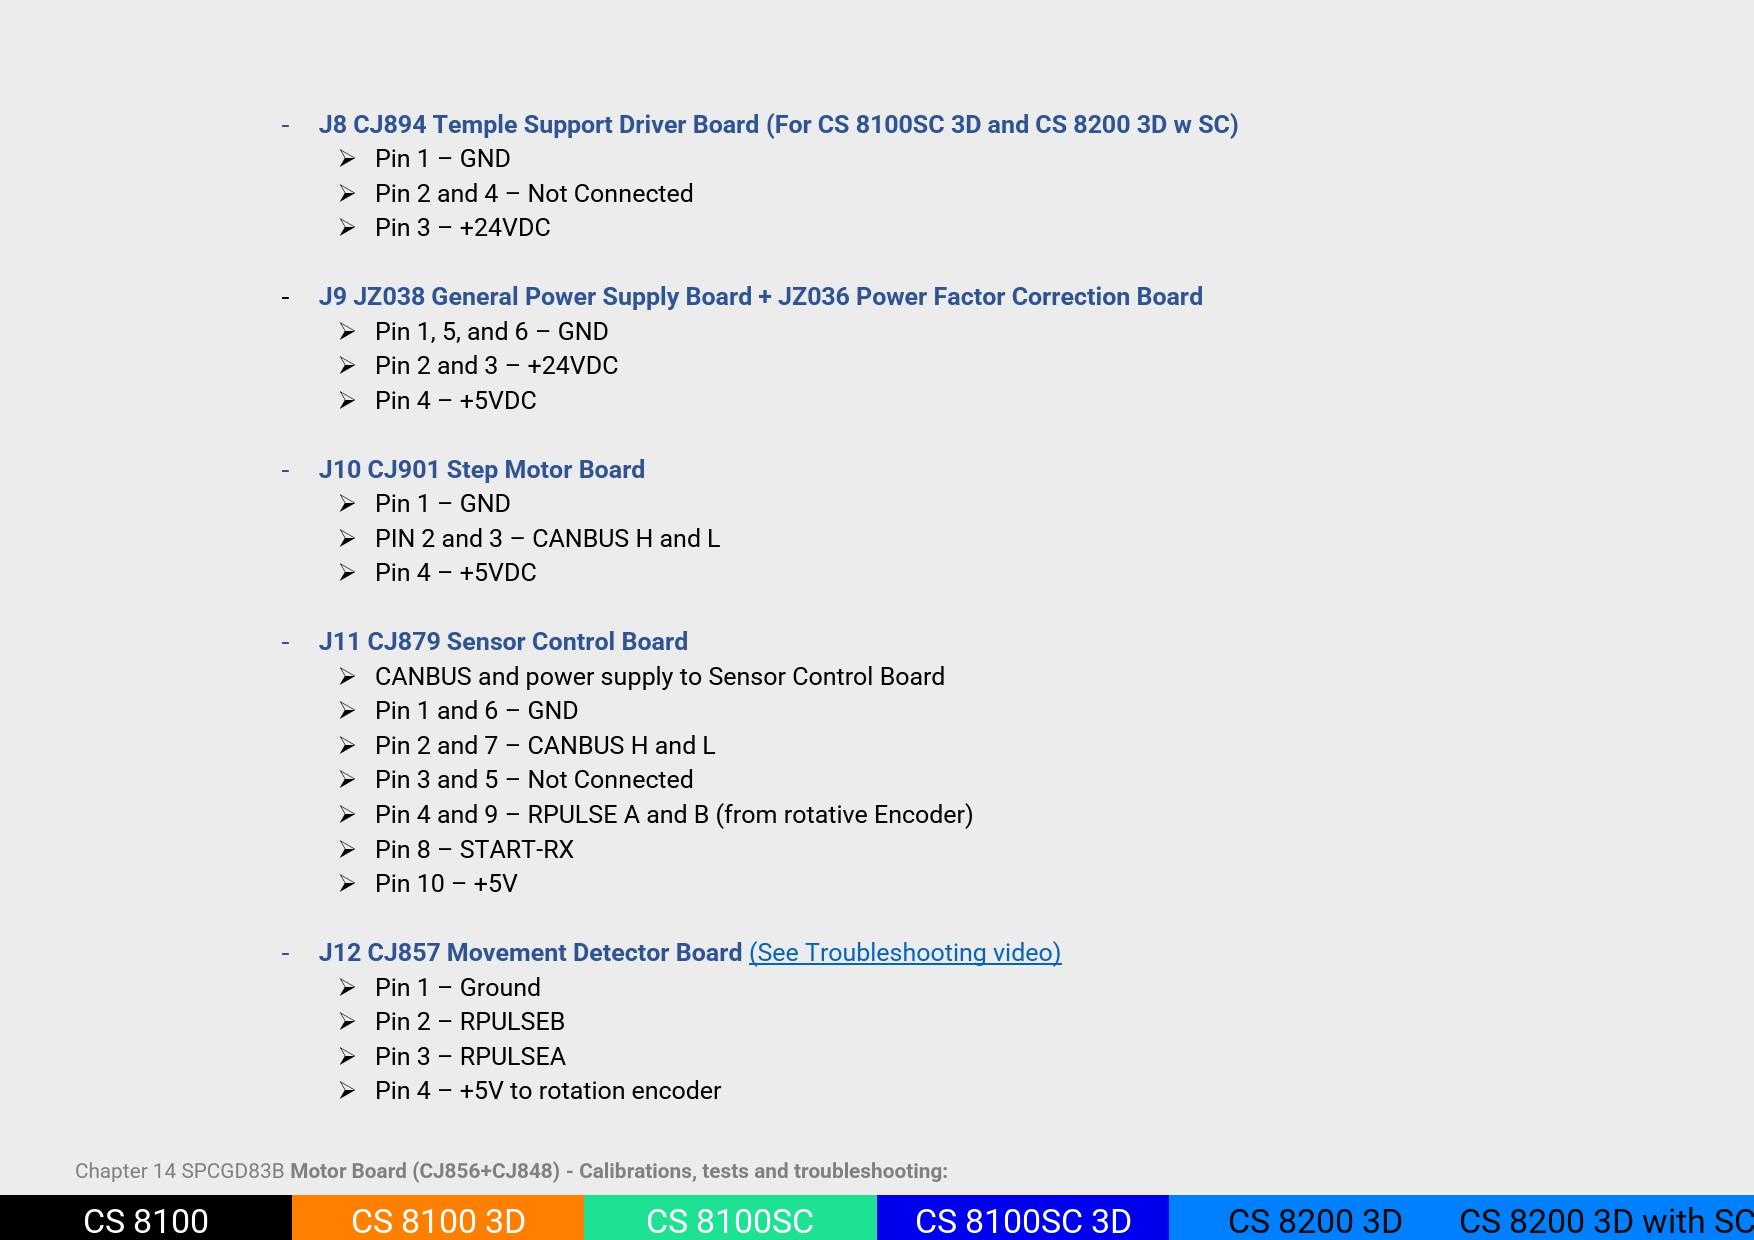 - J8 CJ894 Temple Support Driver Board (For CS 8100SC 3D and CS 8200 3D w SC)
➢ Pin 1 – GND
➢ Pin 2 and 4 – Not Connected
➢ Pin 3 – +24VDC
- J9 JZ038 General Power Supply Board + JZ036 Power Factor Correction Board
➢ Pin 1, 5, and 6 – GND
➢ Pin 2 and 3 – +24VDC
➢ Pin 4 – +5VDC
- J10 CJ901 Step Motor Board
➢ Pin 1 – GND
➢ PIN 2 and 3 – CANBUS H and L
➢ Pin 4 – +5VDC
- J11 CJ879 Sensor Control Board
➢ CANBUS and power supply to Sensor Control Board
➢ Pin 1 and 6 – GND
➢ Pin 2 and 7 – CANBUS H and L
➢ Pin 3 and 5 – Not Connected
➢ Pin 4 and 9 – RPULSE A and B (from rotative Encoder)
➢ Pin 8 – START-RX
➢ Pin 10 – +5V
- J12 CJ857 Movement Detector Board (See Troubleshooting video)
➢ Pin 1 – Ground
➢ Pin 2 – RPULSEB
➢ Pin 3 – RPULSEA
➢ Pin 4 – +5V to rotation encoder
Chapter 14 SPCGD83B Motor Board (CJ856+CJ848) - Calibrations, tests and troubleshooting:
CS 8100 CS 8100 3D CS 8100SC CS 8100SC 3D CS 8200 3D CS 8200 3D with SC